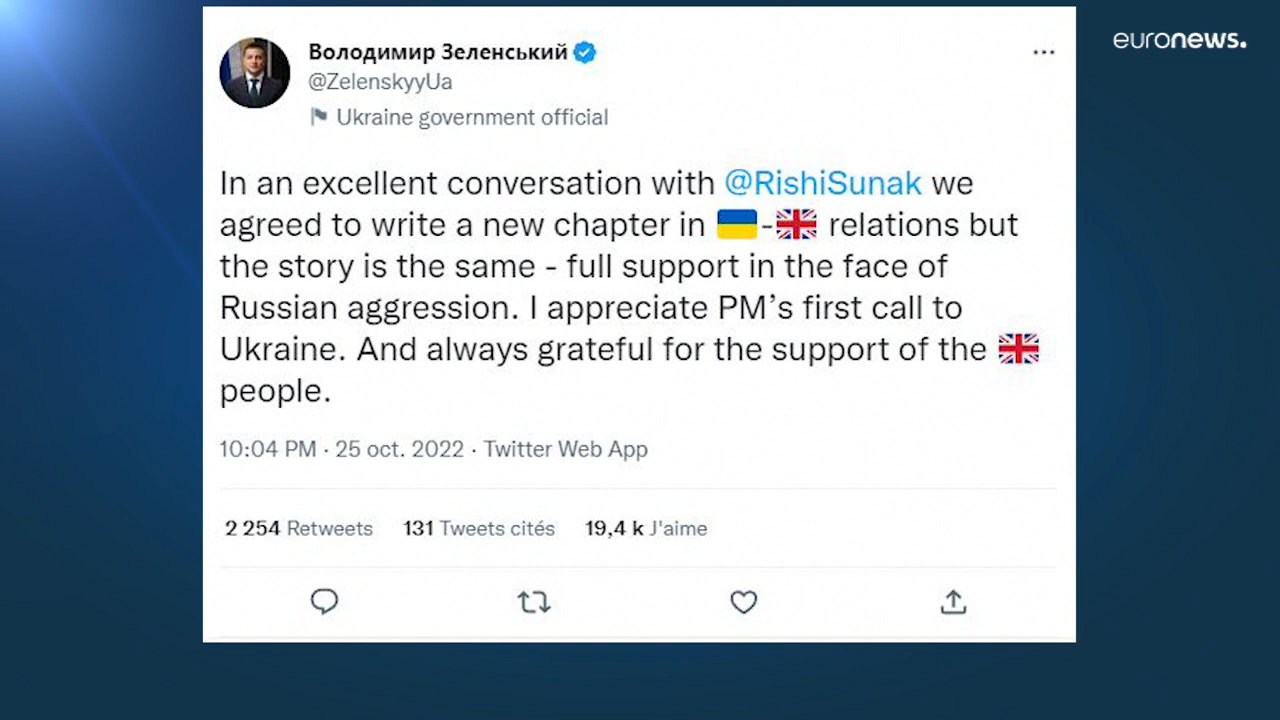 euronews.
Володимир Зеленський
@ZelenskyyUa
Ukraine government official
In an excellent conversation with @RishiSunak we
agreed to write a new chapter in 🇺🇦-🇬🇧 relations but
the story is the same - full support in the face of
Russian aggression. I appreciate PM’s first call to
Ukraine. And always grateful for the support of the 🇬🇧
people.
10:04 PM · 25 oct. 2022 · Twitter Web App
2 254 Retweets 131 Tweets cités 19,4 k J'aime